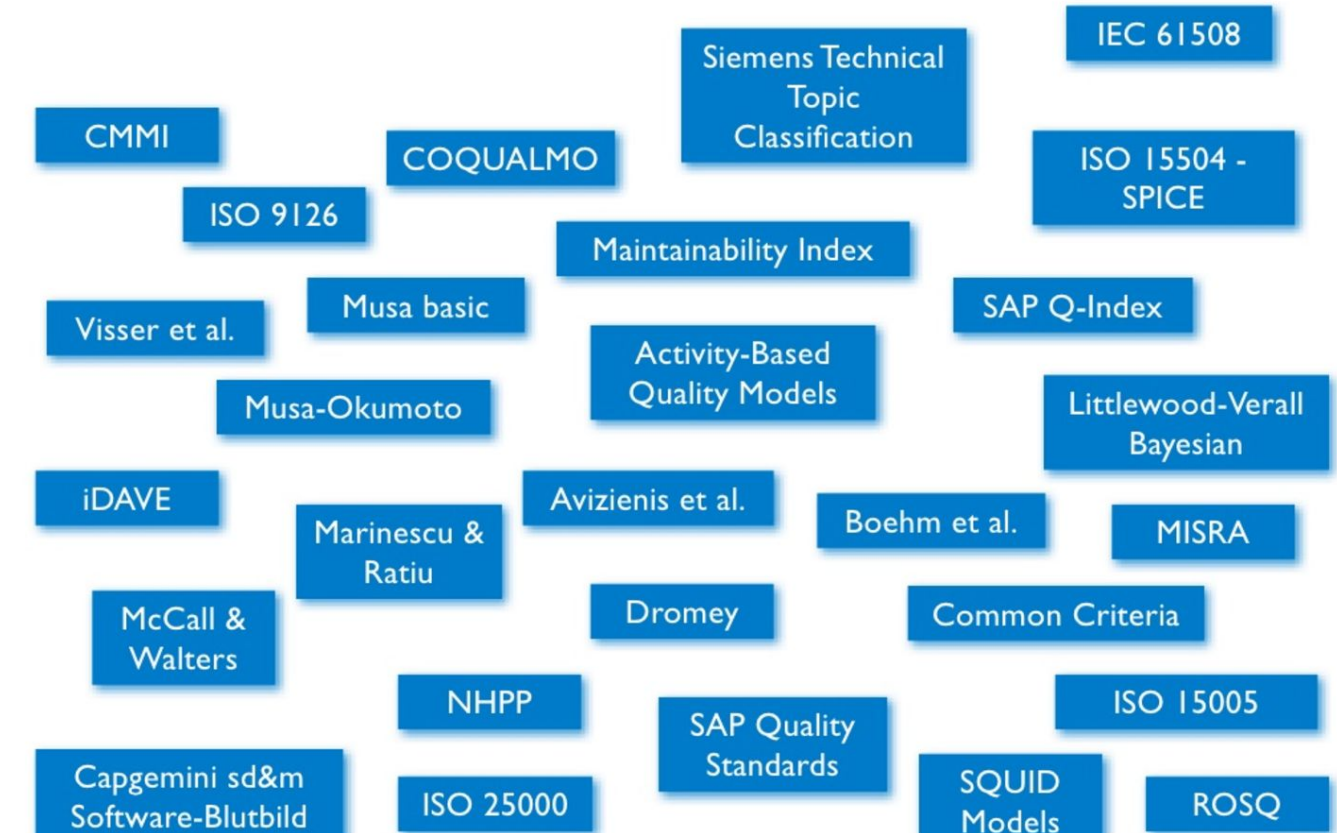 IEC 61508
Siemens Technical
Topic
Classification
CMMI
COQUALMO
ISO 15504 -
SPICE
ISO 9126
Maintainability Index
Musa basic
SAP Q-Index
Visser et al.
Activity-Based
Quality Models
Musa-Okumoto
Littlewood-Verall
Bayesian
iDAVE
Avizienis et al.
Boehm et al.
MISRA
Marinescu &
Ratiu
McCall &
Walters
Dromey
Common Criteria
NHPP
ISO 15005
SAP Quality
Standards
Capgemini sd&m
Software-Blutbild
ISO 25000
SQUID
Models
ROSQ